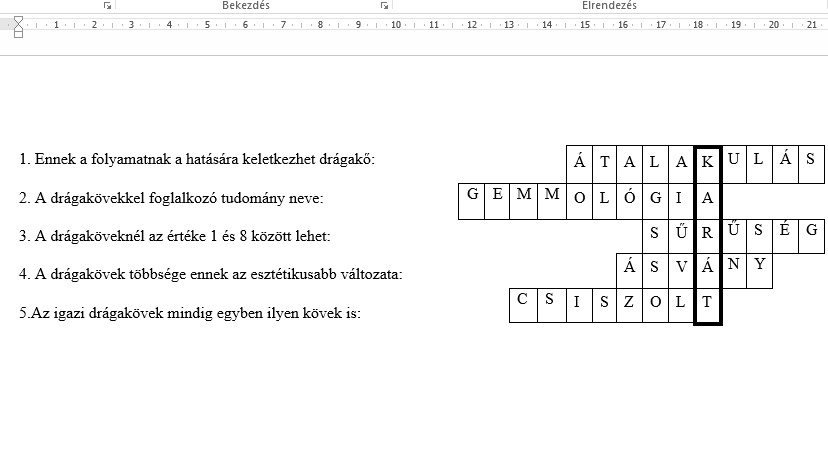 Bekezdés Elrendezés
1 2 3 4 5 6 7 8 9 10 11 12 13 14 15 16 17 18 19 20 21
1. Ennek a folyamatnak a hatására keletkezhet drágakő: Á T A L A K U L Á S
2. A drágakövekkel foglalkozó tudomány neve: G E M M O L Ó G I A
3. A drágaköveknél az értéke 1 és 8 között lehet: S Ű R Ű S É G
4. A drágakövek többsége ennek az esztétikusabb változata: Á S V Á N Y
5.Az igazi drágakövek mindig egyben ilyen kövek is: C S I S Z O L T